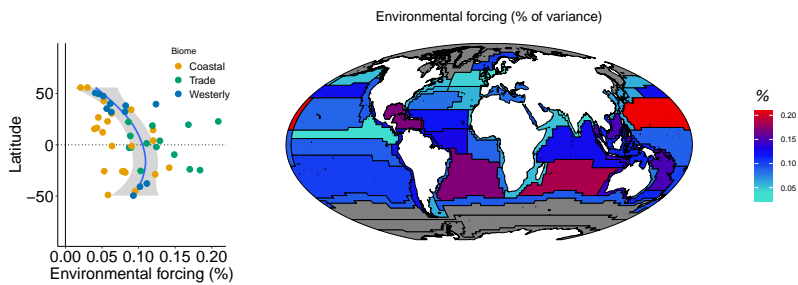 Environmental forcing (% of variance)
Biome
Coastal
Trade
Westerly
50
0
−50
Latitude
0.00 0.05 0.10 0.15 0.20
Environmental forcing (%)
%
0.20
0.15
0.10
0.05